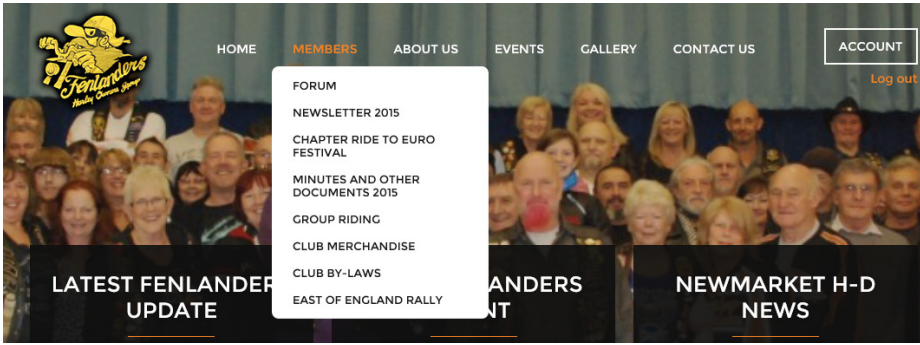 Fenlanders
Harley Owners Group
HOME
MEMBERS
ABOUT US
EVENTS
GALLERY
CONTACT US
ACCOUNT
Log out
FORUM
NEWSLETTER 2015
CHAPTER RIDE TO EURO
FESTIVAL
MINUTES AND OTHER
DOCUMENTS 2015
GROUP RIDING
CLUB MERCHANDISE
CLUB BY-LAWS
EAST OF ENGLAND RALLY
LATEST FENLANDER
UPDATE
ANDERS
NT
NEWMARKET H-D
NEWS